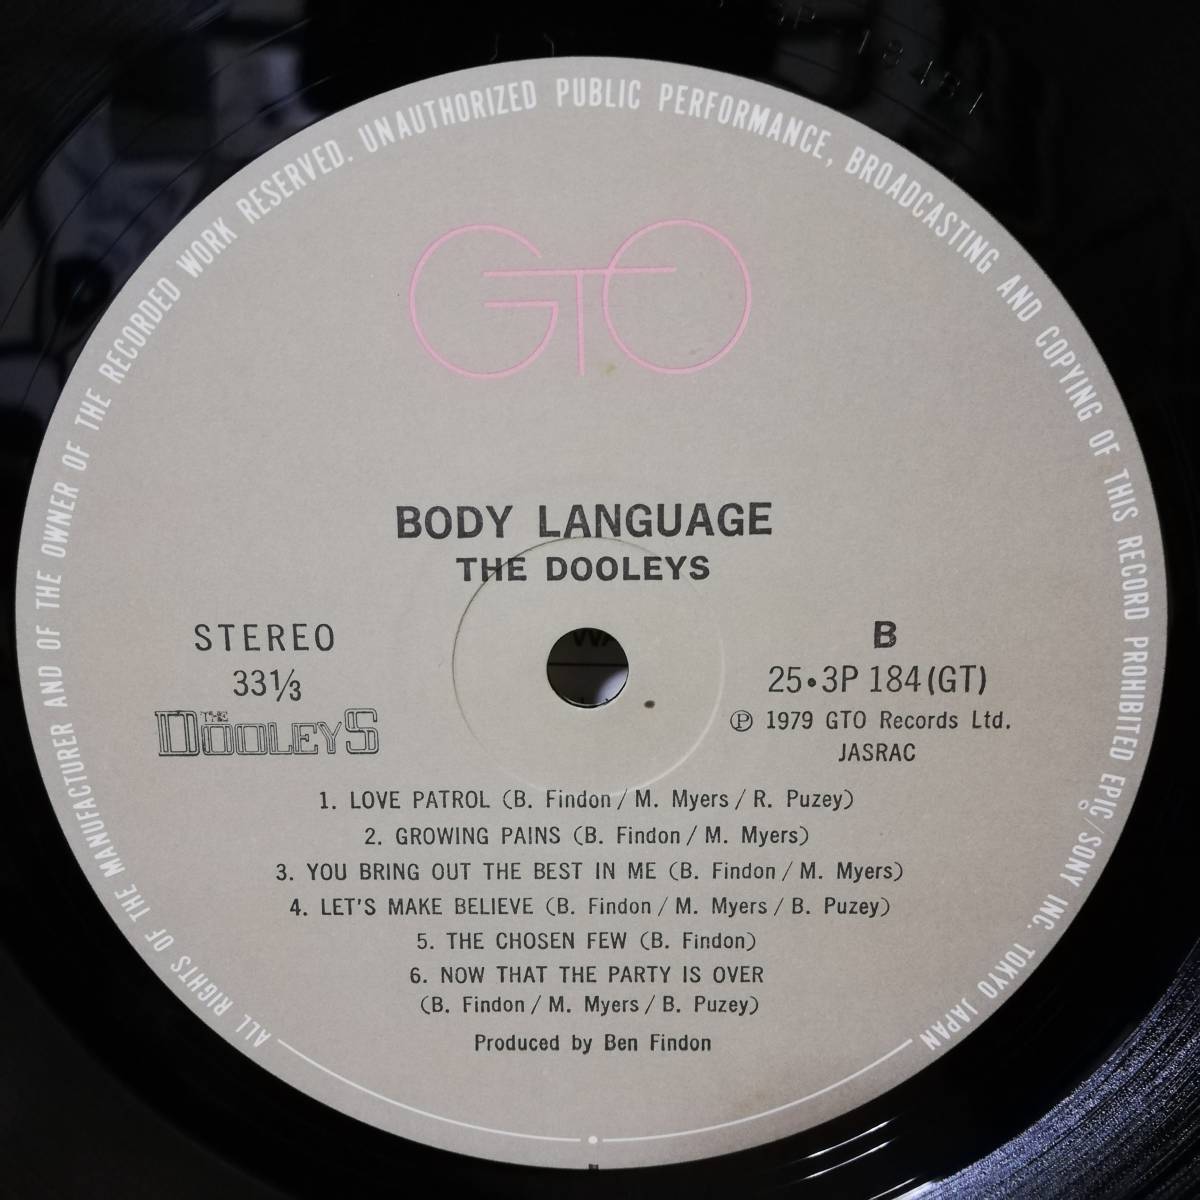 ALL RIGHTS OF THE MANUFACTURER AND OF THE OWNER OF THE RECORDED WORK RESERVED. UNAUTHORIZED PUBLIC PERFORMANCE, BROADCASTING AND COPYING OF THIS RECORD PROHIBITED EPIC/SONY INC. TOKYO JAPAN
GTO
BODY LANGUAGE
THE DOOLEYS
STEREO
33 1/3
THE DOOLEYS
B
25•3P 184(GT)
Ⓟ 1979 GTO Records Ltd.
JASRAC
1. LOVE PATROL (B. Findon / M. Myers / R. Puzey)
2. GROWING PAINS (B. Findon / M. Myers)
3. YOU BRING OUT THE BEST IN ME (B. Findon / M. Myers)
4. LET'S MAKE BELIEVE (B. Findon / M. Myers / B. Puzey)
5. THE CHOSEN FEW (B. Findon)
6. NOW THAT THE PARTY IS OVER
(B. Findon / M. Myers / B. Puzey)
Produced by Ben Findon